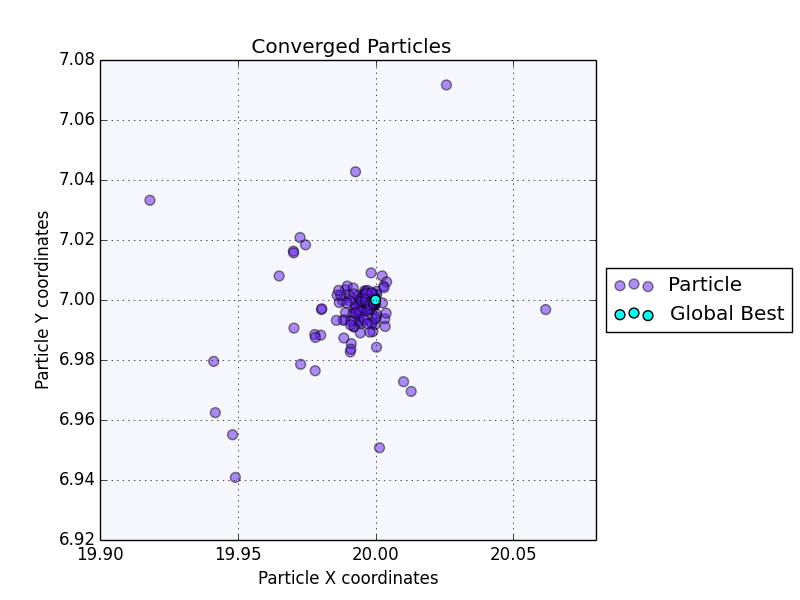 Converged Particles
7.08
7.06
7.04
7.02
7.00
6.98
6.96
6.94
6.92
19.90
19.95
20.00
20.05
Particle X coordinates
Particle Y coordinates
Particle
Global Best